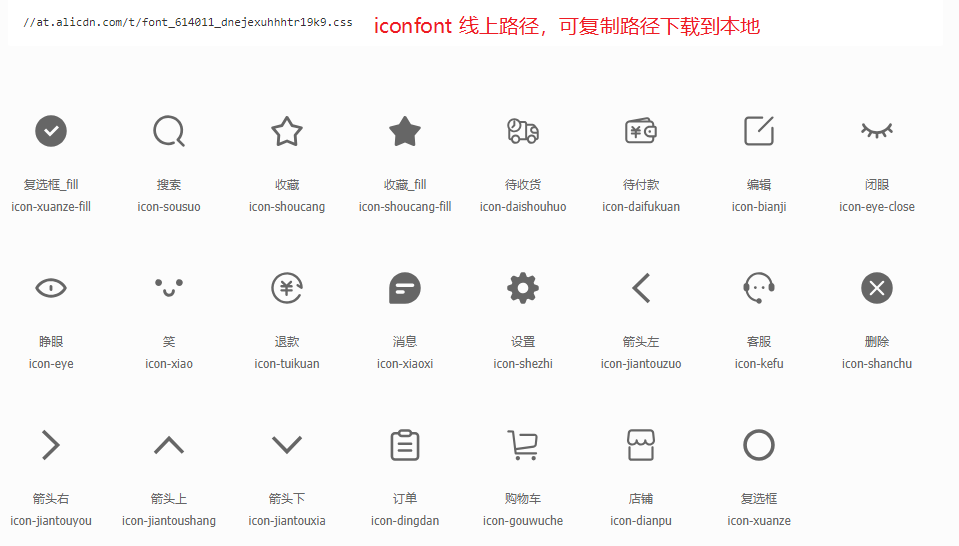 //at.alicdn.com/t/font_614011_dnejexuhhhtr19k9.css iconfont 线上路径，可复制路径下载到本地
复选框_fill 搜索 收藏 收藏_fill 待收货 待付款 编辑 闭眼
icon-xuanze-fill icon-sousuo icon-shoucang icon-shoucang-fill icon-daishouhuo icon-daifukuan icon-bianji icon-eye-close
睁眼 笑 退款 消息 设置 箭头左 客服 删除
icon-eye icon-xiao icon-tuikuan icon-xiaoxi icon-shezhi icon-jiantouzuo icon-kefu icon-shanchu
箭头右 箭头上 箭头下 订单 购物车 店铺 复选框
icon-jiantouyou icon-jiantoushang icon-jiantouxia icon-dingdan icon-gouwuche icon-dianpu icon-xuanze